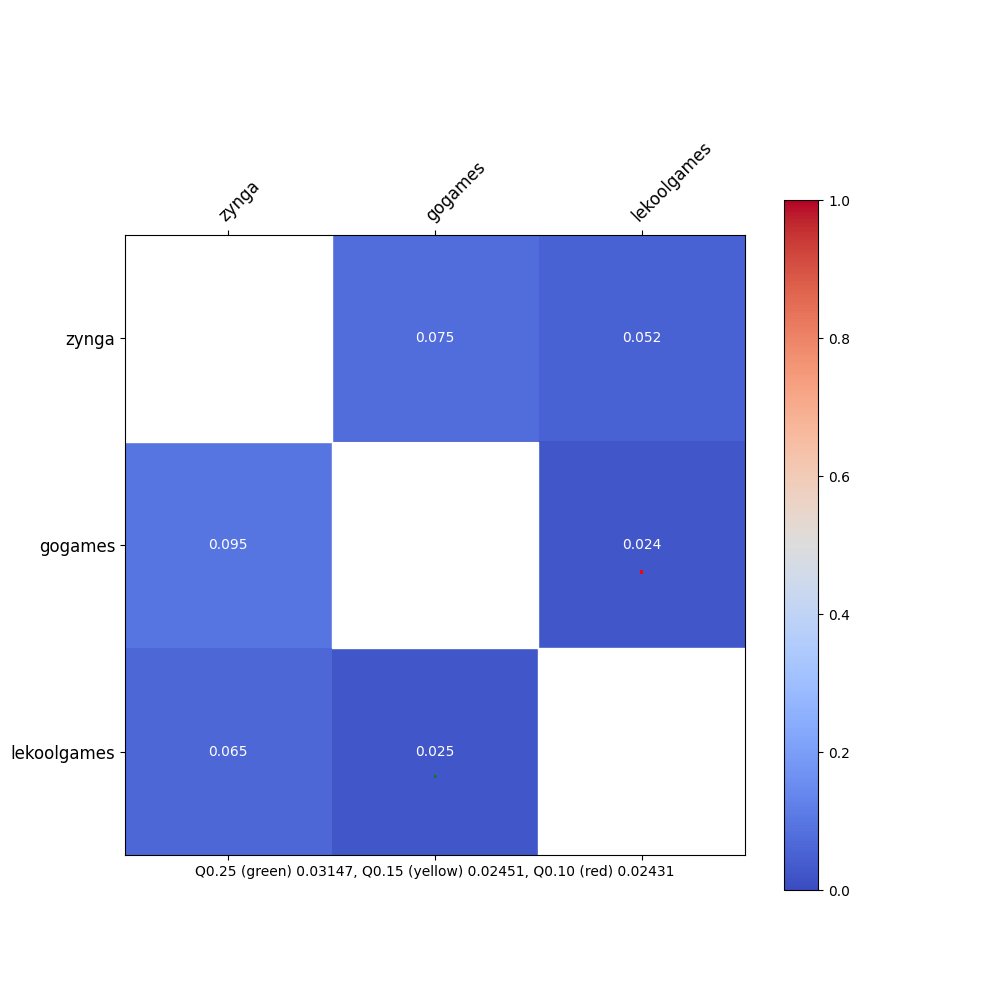 zynga
gogames
lekoolgames
1.0
zynga 0.075 0.052
0.8
0.6
gogames 0.095 0.024
0.4
lekoolgames 0.065 0.025
0.2
Q0.25 (green) 0.03147, Q0.15 (yellow) 0.02451, Q0.10 (red) 0.02431
0.0